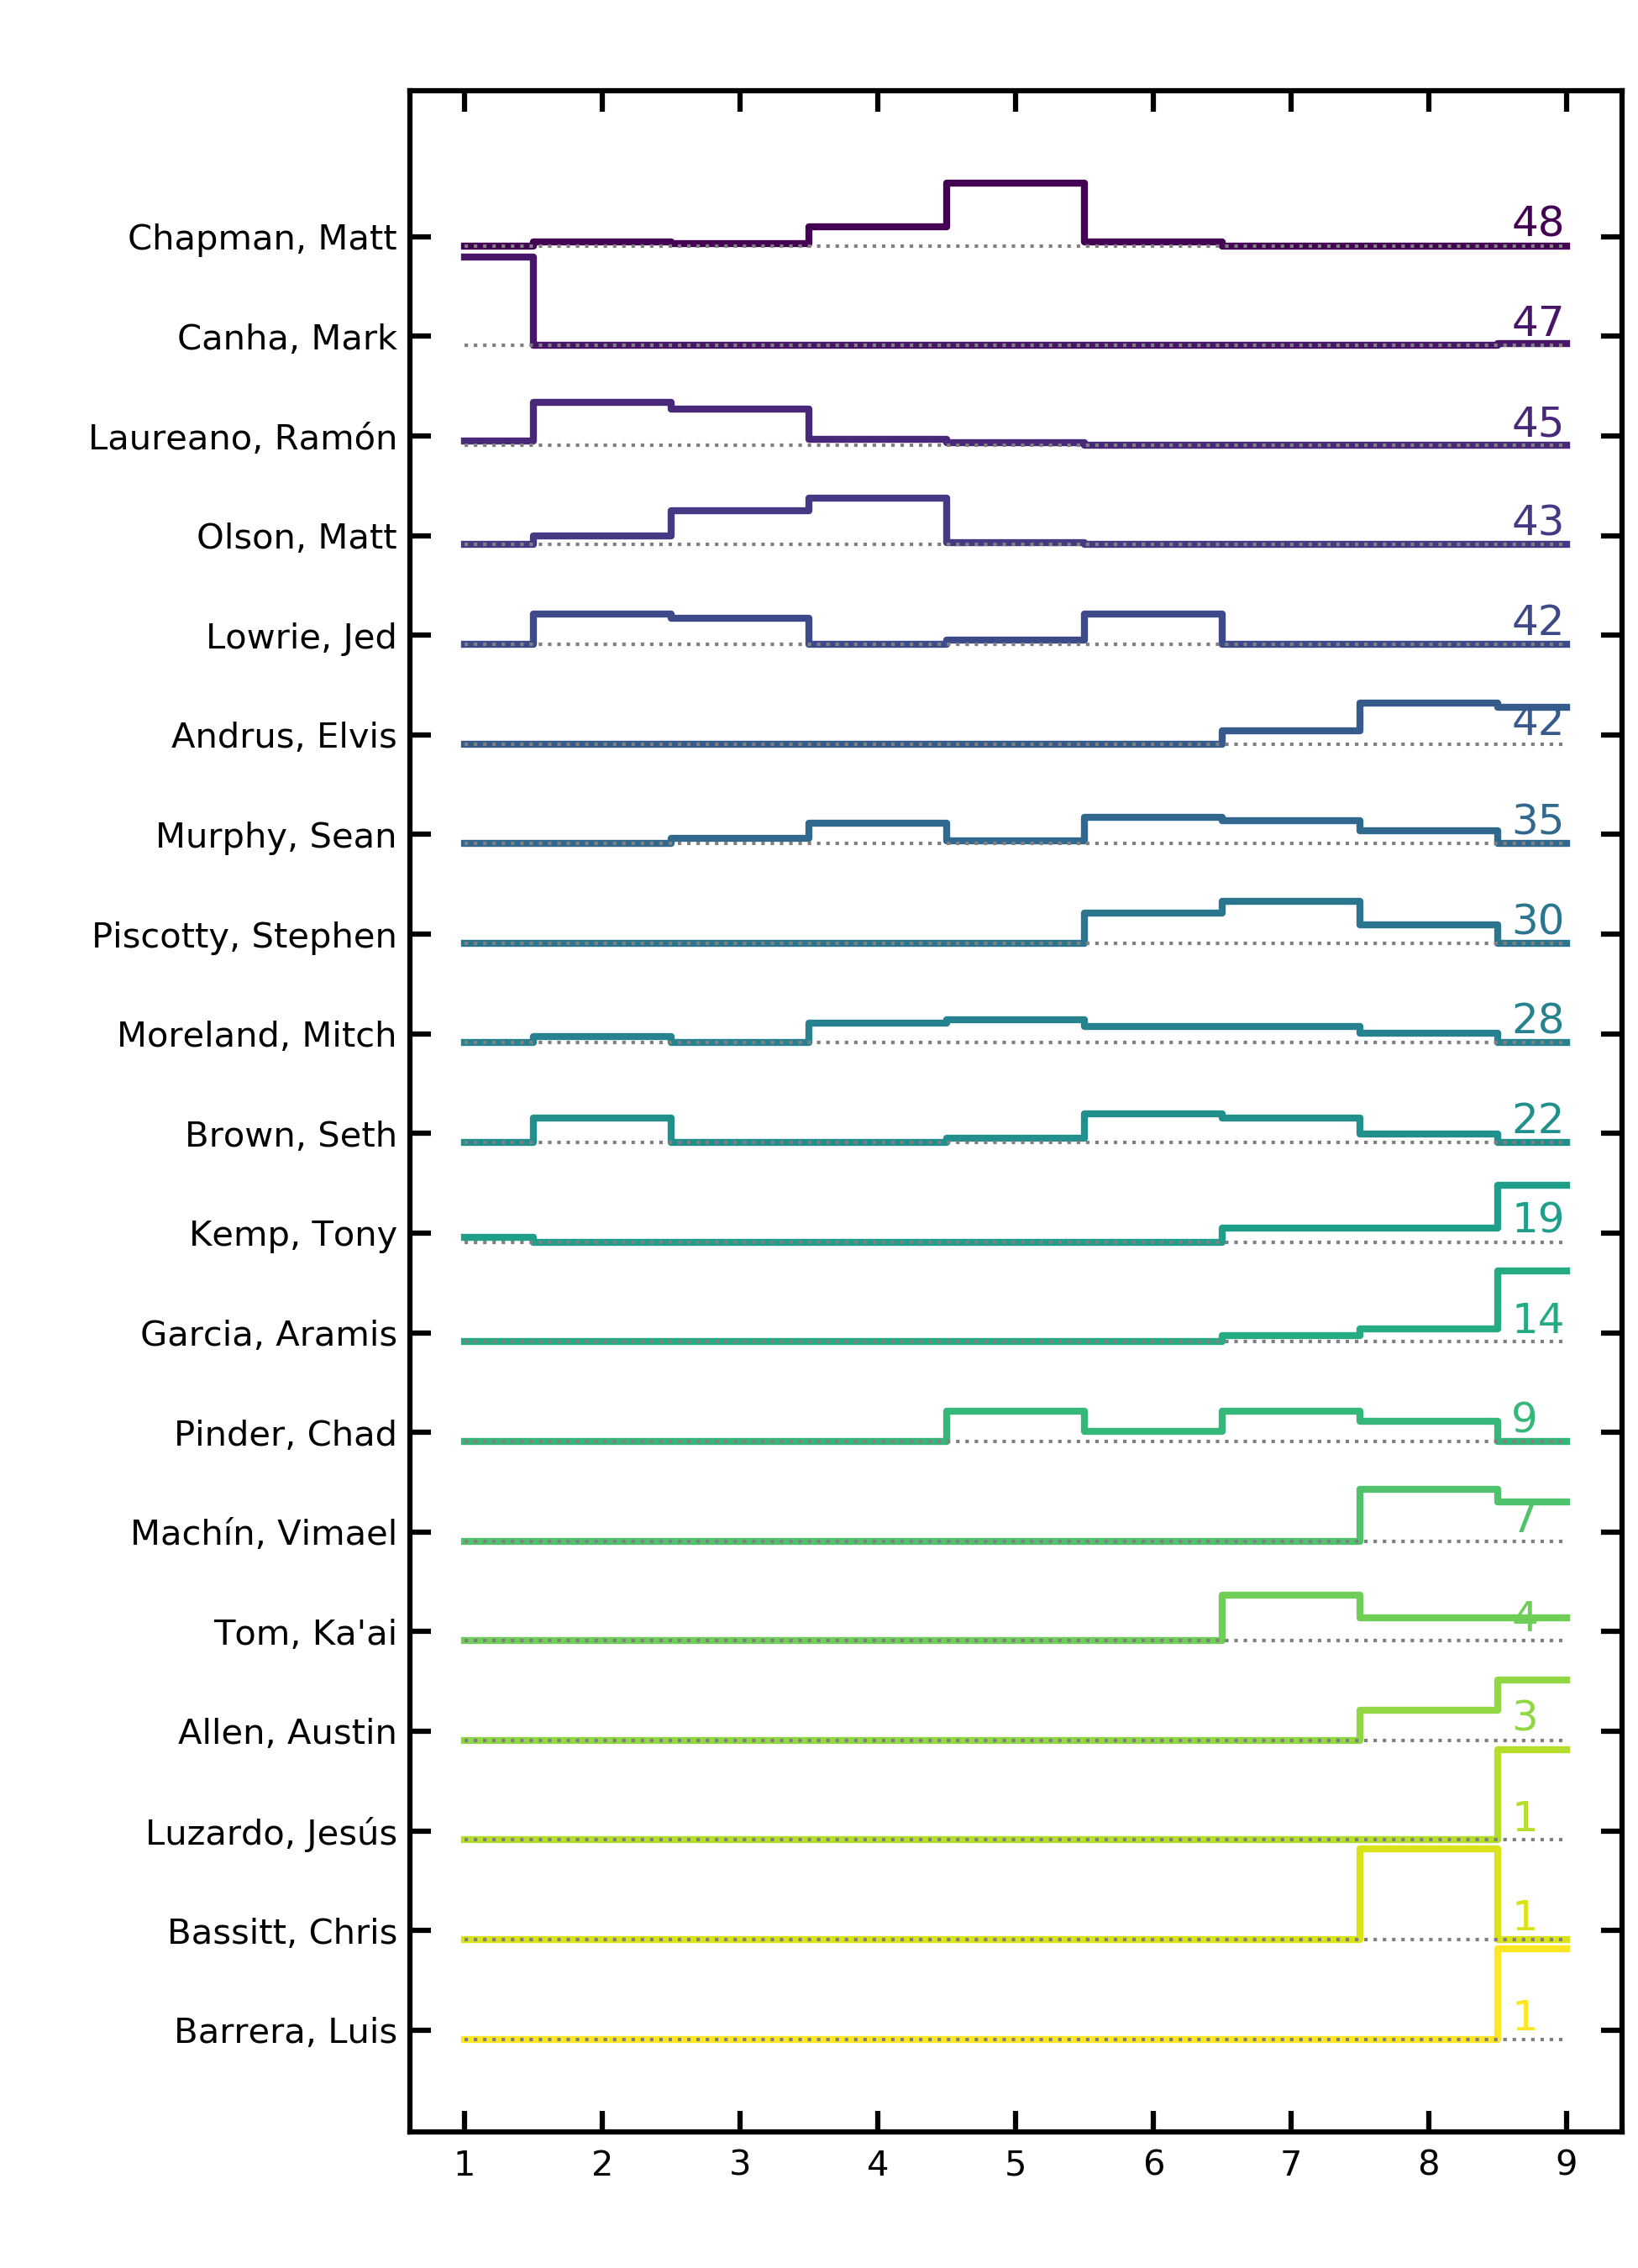 Chapman, Matt 48
Canha, Mark 47
Laureano, Ramón 45
Olson, Matt 43
Lowrie, Jed 42
Andrus, Elvis 42
Murphy, Sean 35
Piscotty, Stephen 30
Moreland, Mitch 28
Brown, Seth 22
Kemp, Tony 19
Garcia, Aramis 14
Pinder, Chad 9
Machín, Vimael 7
Tom, Ka'ai 4
Allen, Austin 3
Luzardo, Jesús 1
Bassitt, Chris 1
Barrera, Luis 1
1 2 3 4 5 6 7 8 9